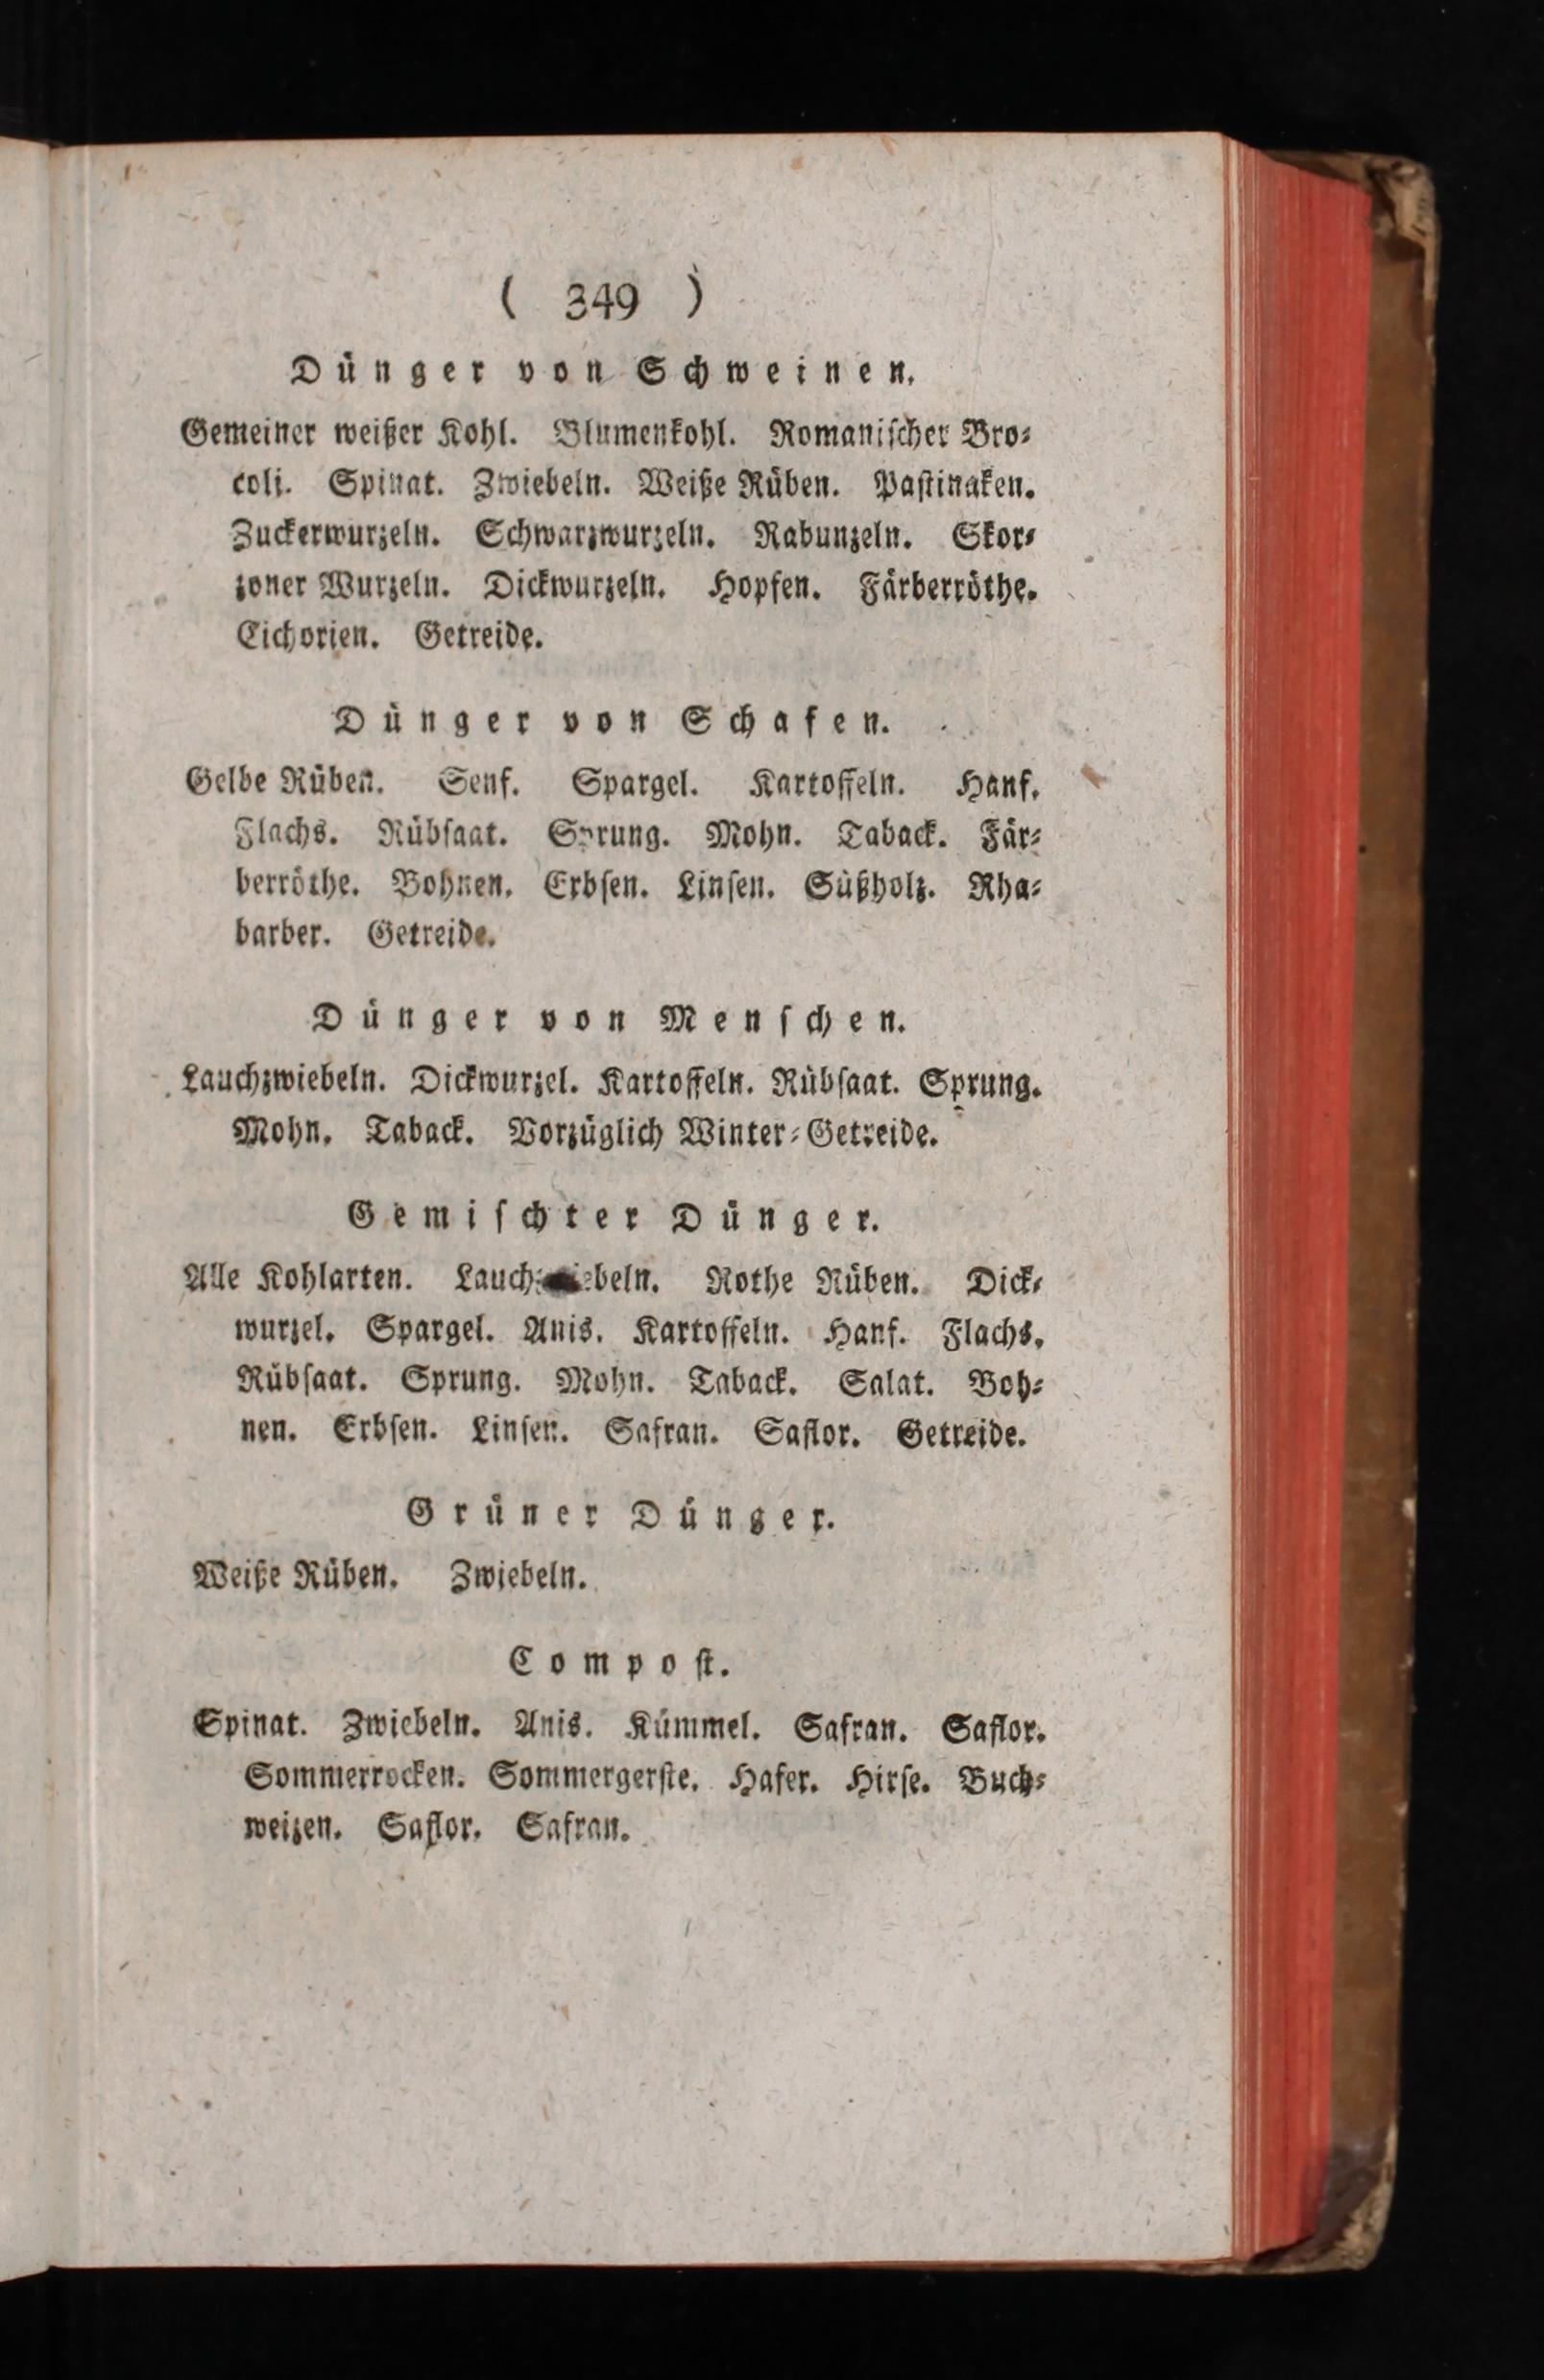 ( 349 )
Dünger von Schweinen.
Gemeiner weißer Kohl. Blumenkohl. Romanischer Bro-
coli. Spinat. Zwiebeln. Weiße Rüben. Pastinaken.
Zuckerwurzeln. Schwarzwurzeln. Rabunzeln. Skor-
zoner Wurzeln. Dickwurzeln. Hopfen. Färberröthe.
Cichorien. Getreide.
Dünger von Schafen.
Gelbe Rüben. Senf. Spargel. Kartoffeln. Hanf.
Flachs. Rübsaat. Sprung. Mohn. Taback. Fär-
berröthe. Bohnen. Erbsen. Linsen. Süßholz. Rha-
barber. Getreide.
Dünger von Menschen.
Lauchzwiebeln. Dickwurzel. Kartoffeln. Rübsaat. Sprung.
Mohn. Taback. Vorzüglich Winter-Getreide.
Gemischter Dünger.
Alle Kohlarten. Lauchzwiebeln. Rothe Rüben. Dick-
wurzel. Spargel. Anis. Kartoffeln. Hanf. Flachs.
Rübsaat. Sprung. Mohn. Taback. Salat. Boh-
nen. Erbsen. Linsen. Safran. Saflor. Getreide.
Grüner Dünger.
Weiße Rüben. Zwiebeln.
Compost.
Spinat. Zwiebeln. Anis. Kümmel. Safran. Saflor.
Sommerrocken. Sommergerste. Hafer. Hirse. Buch-
weizen. Saflor. Safran.